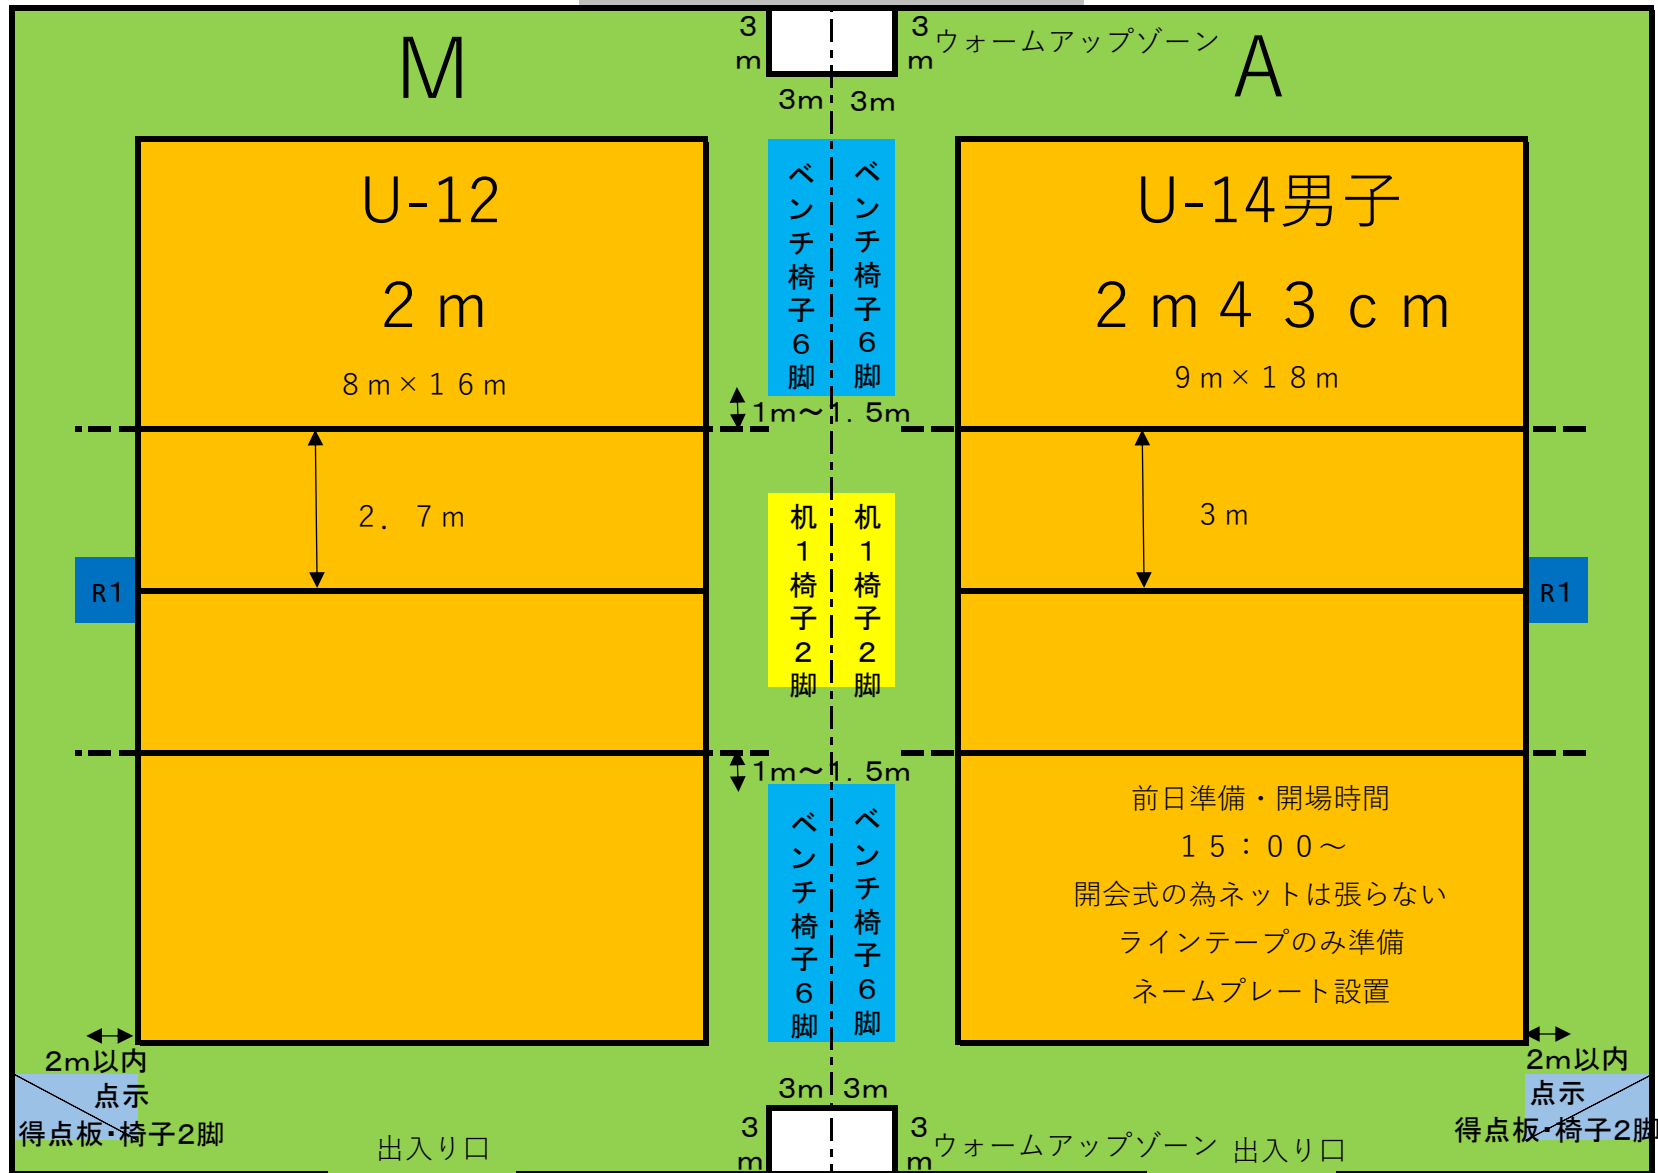 M
3
m
3
m
ウォームアップゾーン
A
3m
3m
U-12
2ｍ
8ｍ×１６ｍ
ベンチ椅子６脚
ベンチ椅子６脚
U-14男子
2ｍ４３ｃｍ
9ｍ×１８ｍ
1m～1．5m
2．7ｍ
3ｍ
R1
机１椅子２脚
机１椅子２脚
R1
1m～1．5m
ベンチ椅子６脚
ベンチ椅子６脚
前日準備・開場時間
１５：００～
開会式の為ネットは張らない
ラインテープのみ準備
ネームプレート設置
2m以内
点示
得点板・椅子2脚
2m以内
点示
得点板・椅子2脚
3m
3m
出入り口
3
m
3
m
ウォームアップゾーン
出入り口